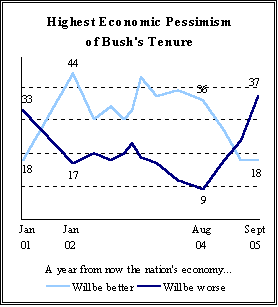 Highest Economic Pessimism
of Bush's Tenure
44
33
36
37
18
17
18
9
Jan Jan Aug Sept
01 02 04 05
A year from now the nation's economy...
Will be better Will be worse